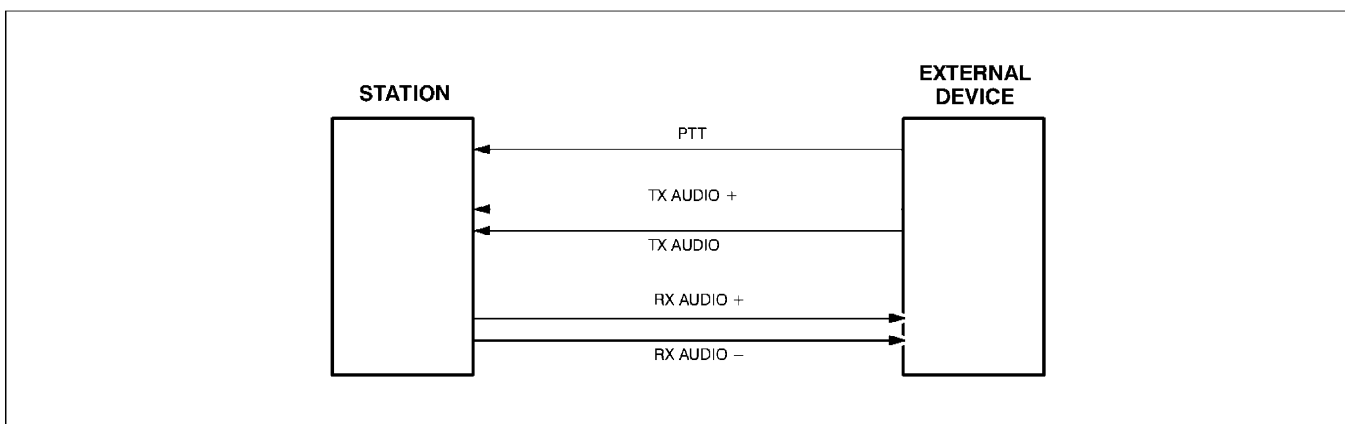 STATION
EXTERNAL
DEVICE
PTT
TX AUDIO +
TX AUDIO
RX AUDIO +
RX AUDIO −